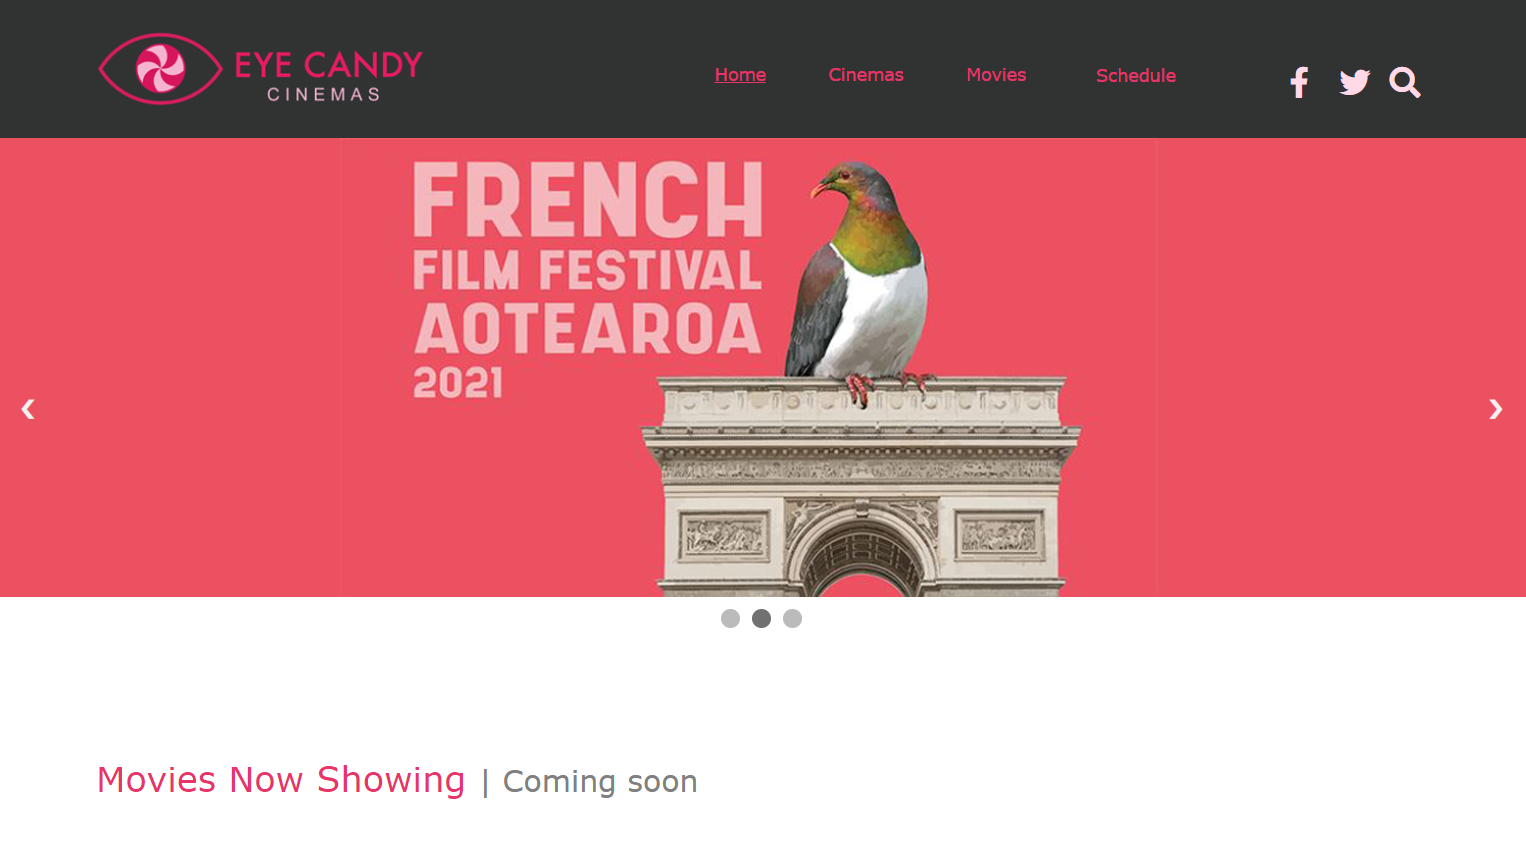 EYE CANDY
CINEMAS
Home Cinemas Movies Schedule
FRENCH
FILM FESTIVAL
AOTEAROA
2021
Movies Now Showing | Coming soon